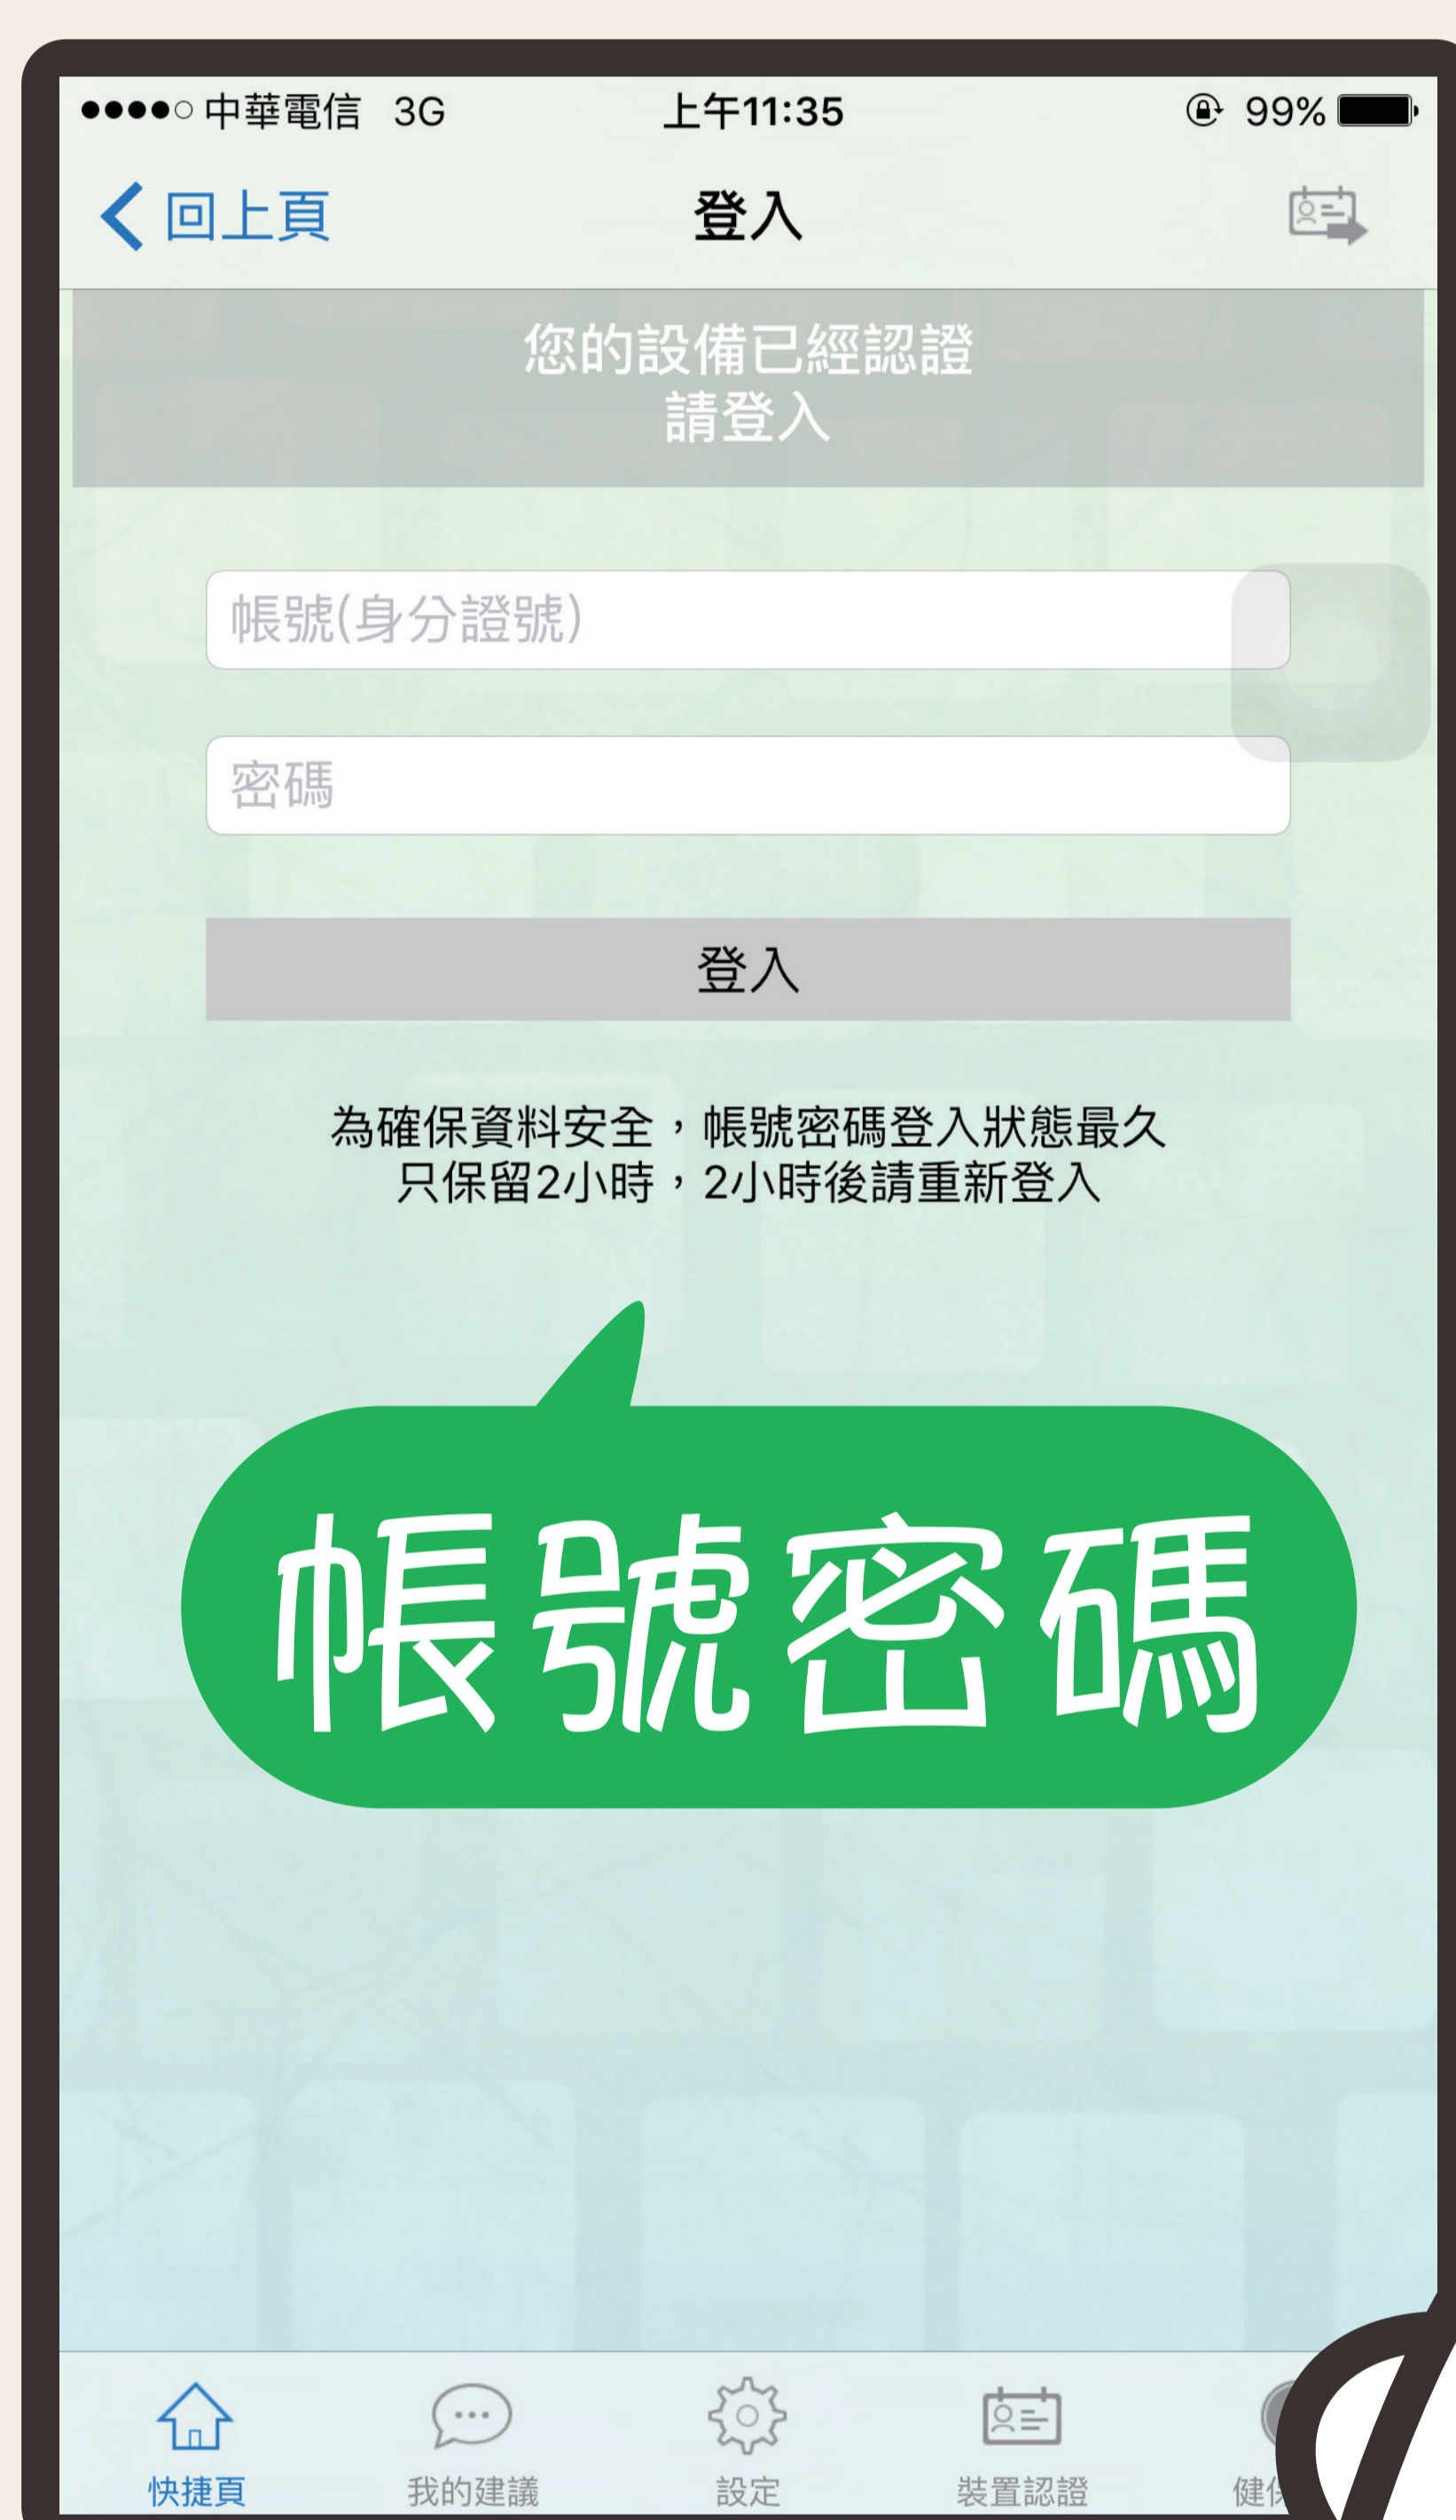 中華電信 3G 上午11:35 99%
回上頁 登入
您的設備已經認證
請登入
帳號(身分證號)
密碼
登入
為確保資料安全，帳號密碼登入狀態最久
只保留2小時，2小時後請重新登入
帳號密碼
快捷頁 我的建議 設定 裝置認證 健